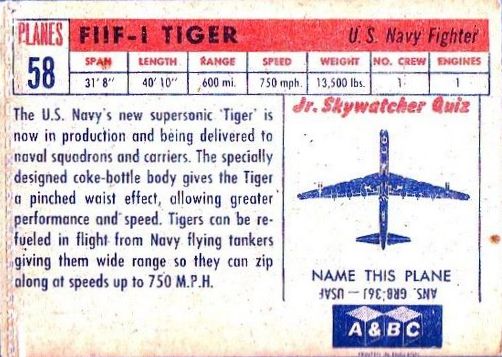 PLANES
58
F11F-1 TIGER
U. S. Navy Fighter
SPAN LENGTH RANGE SPEED WEIGHT NO. CREW ENGINES
31' 8" 40' 10" 600 mi. 750 mph. 13,500 lbs. 1 1
The U.S. Navy's new supersonic 'Tiger' is
now in production and being delivered to
naval squadrons and carriers. The specially
designed coke-bottle body gives the Tiger
a pinched waist effect, allowing greater
performance and speed. Tigers can be re-
fueled in flight from Navy flying tankers
giving them wide range so they can zip
along at speeds up to 750 M.P.H.
Jr. Skywatcher Quiz
NAME THIS PLANE
ANS. GRB-36J — USAF
A & BC
PRINTED IN ENGLAND